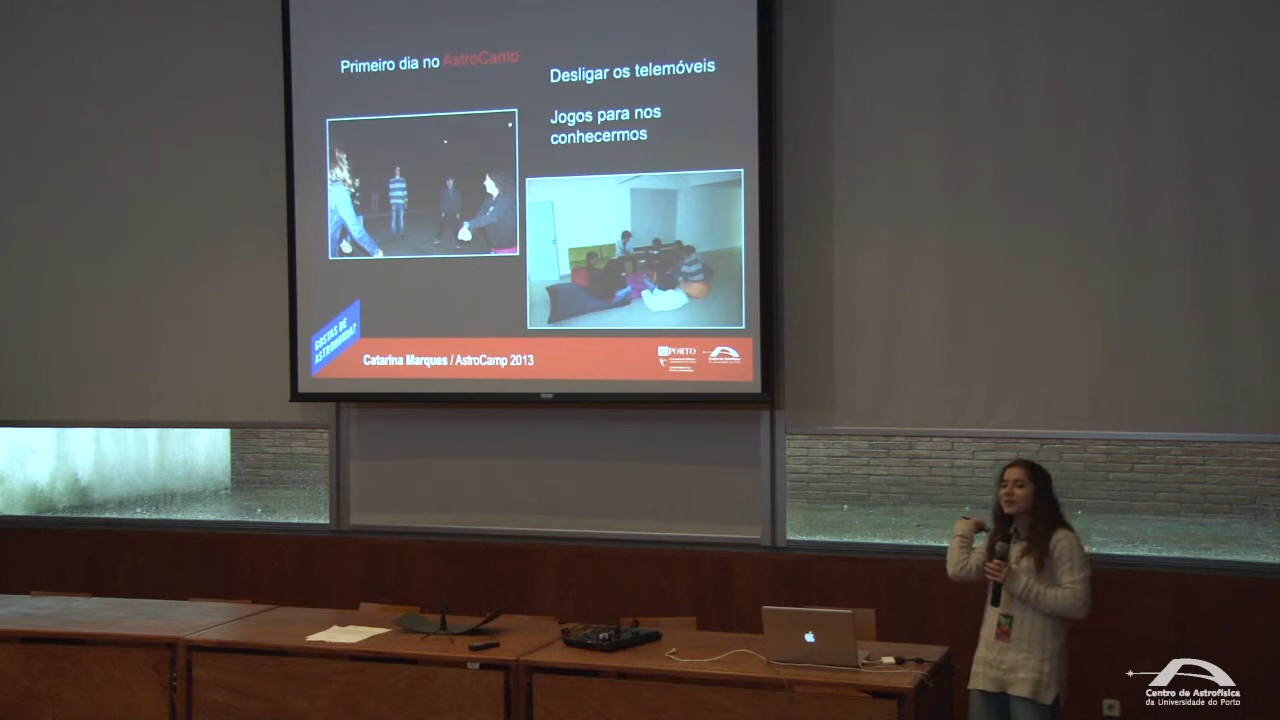 Primeiro dia no AstroCamp
Desligar os telemóveis
Jogos para nos
conhecermos
GOSTAS DE
ASTRONOMIA?
Catarina Marques / AstroCamp 2013
PORTO
Centro de Astrofísica
da Universidade do Porto